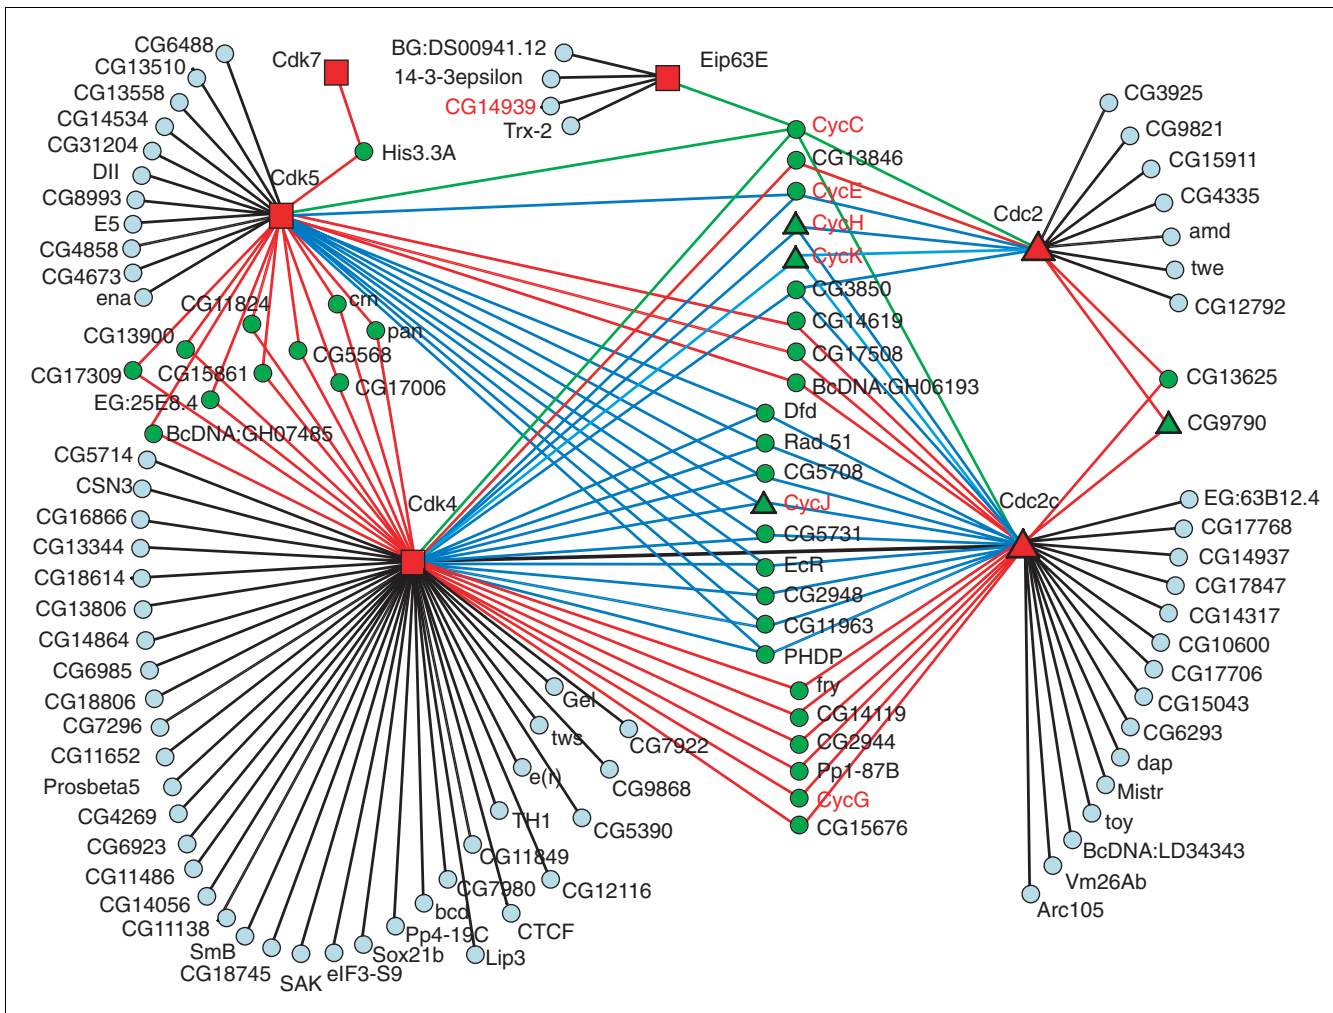 CG6488
CG13510
CG13558
CG14534
CG31204
DII
CG8993
E5
CG4858
CG4673
ena
Cdk7
His3.3A
Cdk5
BG:DS00941.12
14-3-3epsilon
CG14939
Trx-2
Eip63E
CycC
CG13846
CycE
CycH
CycK
CG3850
CG14619
CG17508
BcDNA:GH06193
Dfd
Rad 51
CG5708
CycJ
CG5731
EcR
CG2948
CG11963
PHDP
fry
CG14119
CG2944
Pp1-87B
CycG
CG15676
Cdc2
CG3925
CG9821
CG15911
CG4335
amd
twe
CG12792
CG13625
CG9790
Cdc2c
EG:63B12.4
CG17768
CG14937
CG17847
CG14317
CG10600
CG17706
CG15043
CG6293
dap
Mistr
toy
BcDNA:LD34343
Vm26Ab
Arc105
CG11824
crn
pan
CG13900
CG5568
CG17309
CG15861
CG17006
EG:25E8.4
BcDNA:GH07485
Cdk4
CG5714
CSN3
CG16866
CG13344
CG18614
CG13806
CG14864
CG6985
CG18806
CG7296
CG11652
Prosbeta5
CG4269
CG6923
CG11486
CG14056
CG11138
SmB
CG18745
SAK
eIF3-S9
Sox21b
Pp4-19C
bcd
Lip3
CG7980
CTCF
CG11849
CG12116
TH1
CG5390
e(r)
CG9868
tws
CG7922
Gel